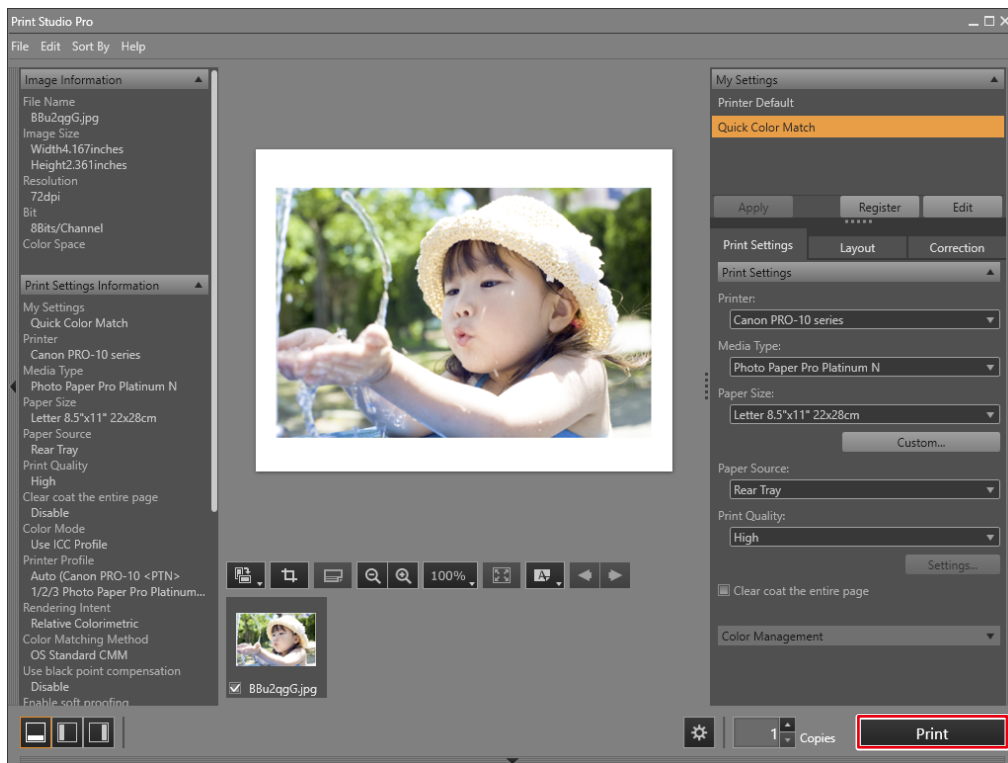 Print Studio Pro
File Edit Sort By Help
Image Information
File Name
BBu2qgG.jpg
Image Size
Width4.167inches
Height2.361inches
Resolution
72dpi
Bit
8Bits/Channel
Color Space
Print Settings Information
My Settings
Quick Color Match
Printer
Canon PRO-10 series
Media Type
Photo Paper Pro Platinum N
Paper Size
Letter 8.5"x11" 22x28cm
Paper Source
Rear Tray
Print Quality
High
Clear coat the entire page
Disable
Color Mode
Use ICC Profile
Printer Profile
Auto (Canon PRO-10 <PTN>
1/2/3 Photo Paper Pro Platinum...
Rendering Intent
Relative Colorimetric
Color Matching Method
OS Standard CMM
Use black point compensation
Disable
Enable soft proofing
100%
A
BBu2qgG.jpg
My Settings
Printer Default
Quick Color Match
Apply Register Edit
Print Settings Layout Correction
Print Settings
Printer:
Canon PRO-10 series
Media Type:
Photo Paper Pro Platinum N
Paper Size:
Letter 8.5"x11" 22x28cm
Custom...
Paper Source:
Rear Tray
Print Quality:
High
Settings...
Clear coat the entire page
Color Management
1 Copies Print